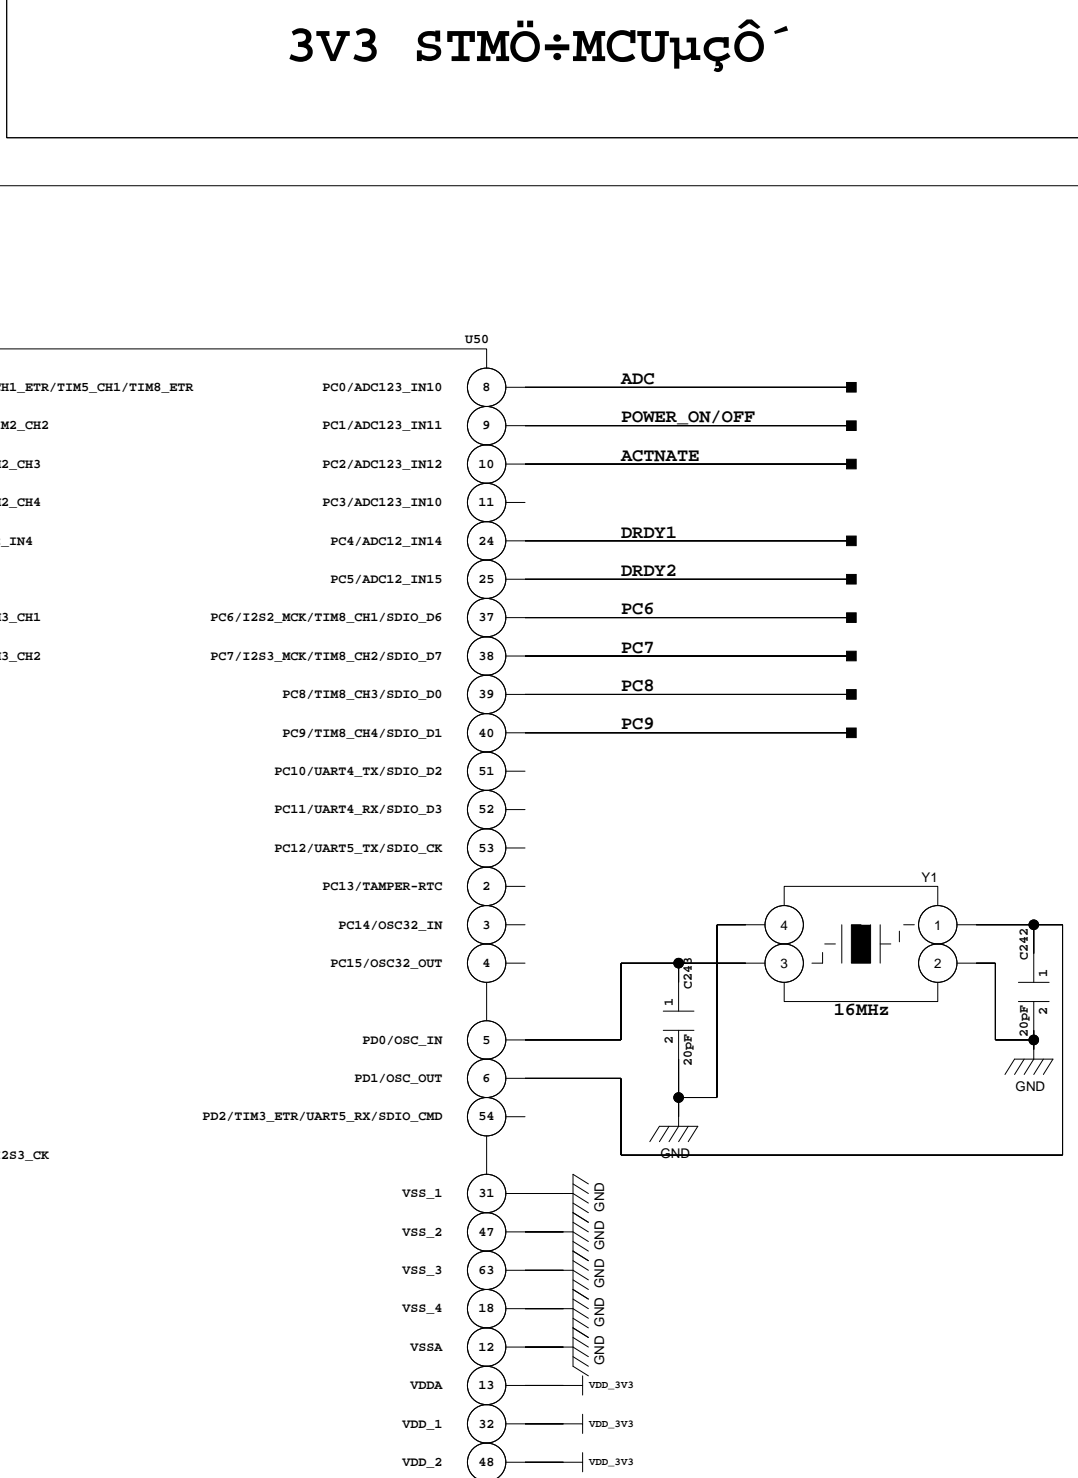 3V3 STMÖ÷MCUµçÔ´
U50
H1_ETR/TIM5_CH1/TIM8_ETR PC0/ADC123_IN10 8 ADC
M2_CH2 PC1/ADC123_IN11 9 POWER_ON/OFF
2_CH3 PC2/ADC123_IN12 10 ACTNATE
2_CH4 PC3/ADC123_IN10 11
_IN4 PC4/ADC12_IN14 24 DRDY1
PC5/ADC12_IN15 25 DRDY2
3_CH1 PC6/I2S2_MCK/TIM8_CH1/SDIO_D6 37 PC6
3_CH2 PC7/I2S3_MCK/TIM8_CH2/SDIO_D7 38 PC7
PC8/TIM8_CH3/SDIO_D0 39 PC8
PC9/TIM8_CH4/SDIO_D1 40 PC9
PC10/UART4_TX/SDIO_D2 51
PC11/UART4_RX/SDIO_D3 52
PC12/UART5_TX/SDIO_CK 53
PC13/TAMPER-RTC 2
Y1
PC14/OSC32_IN 3 4 1
PC15/OSC32_OUT 4 3 2
C243 1 2 20pF
16MHz
C242 1 2 20pF
PD0/OSC_IN 5
PD1/OSC_OUT 6 GND
PD2/TIM3_ETR/UART5_RX/SDIO_CMD 54
2S3_CK GND
VSS_1 31 GND
VSS_2 47 GND
VSS_3 63 GND
VSS_4 18 GND
VSSA 12 GND
VDDA 13 VDD_3V3
VDD_1 32 VDD_3V3
VDD_2 48 VDD_3V3